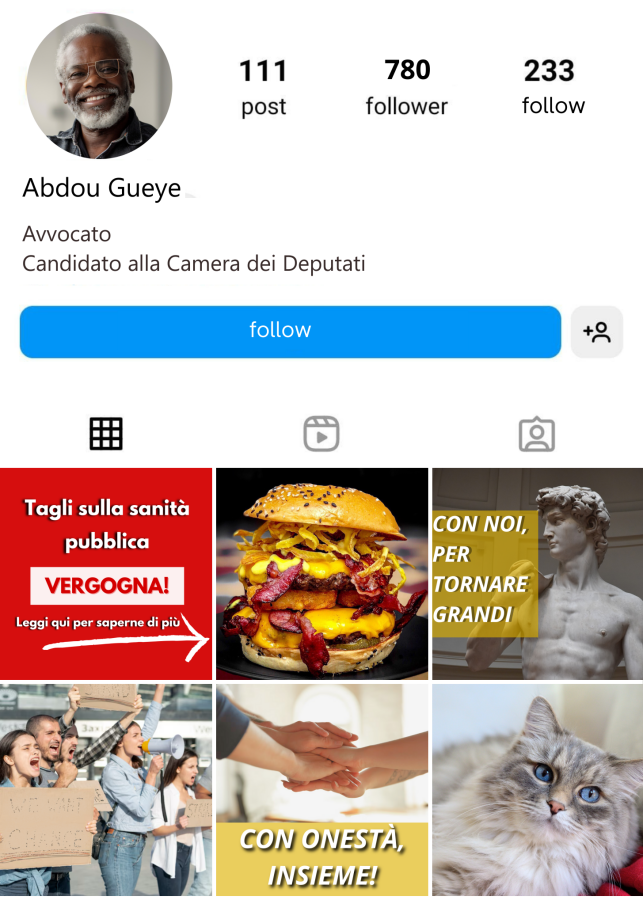 111
780
233
post
follower
follow
Abdou Gueye
Avvocato
Candidato alla Camera dei Deputati
follow
Tagli sulla sanità
pubblica
VERGOGNA!
Leggi qui per saperne di più
CON NOI,
PER
TORNARE
GRANDI
WE WANT
CHANGE
CON ONESTÀ,
INSIEME!